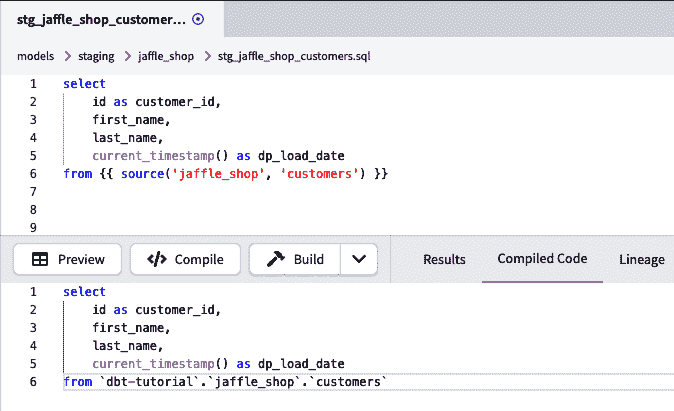 stg_jaffle_shop_customer...
models > staging > jaffle_shop > stg_jaffle_shop_customers.sql
1 select
2 id as customer_id,
3 first_name,
4 last_name,
5 current_timestamp() as dp_load_date
6 from {{ source('jaffle_shop', 'customers') }}
7
8
9
Preview </> Compile Build Results Compiled Code Lineage
1 select
2 id as customer_id,
3 first_name,
4 last_name,
5 current_timestamp() as dp_load_date
6 from `dbt-tutorial`.`jaffle_shop`.`customers`